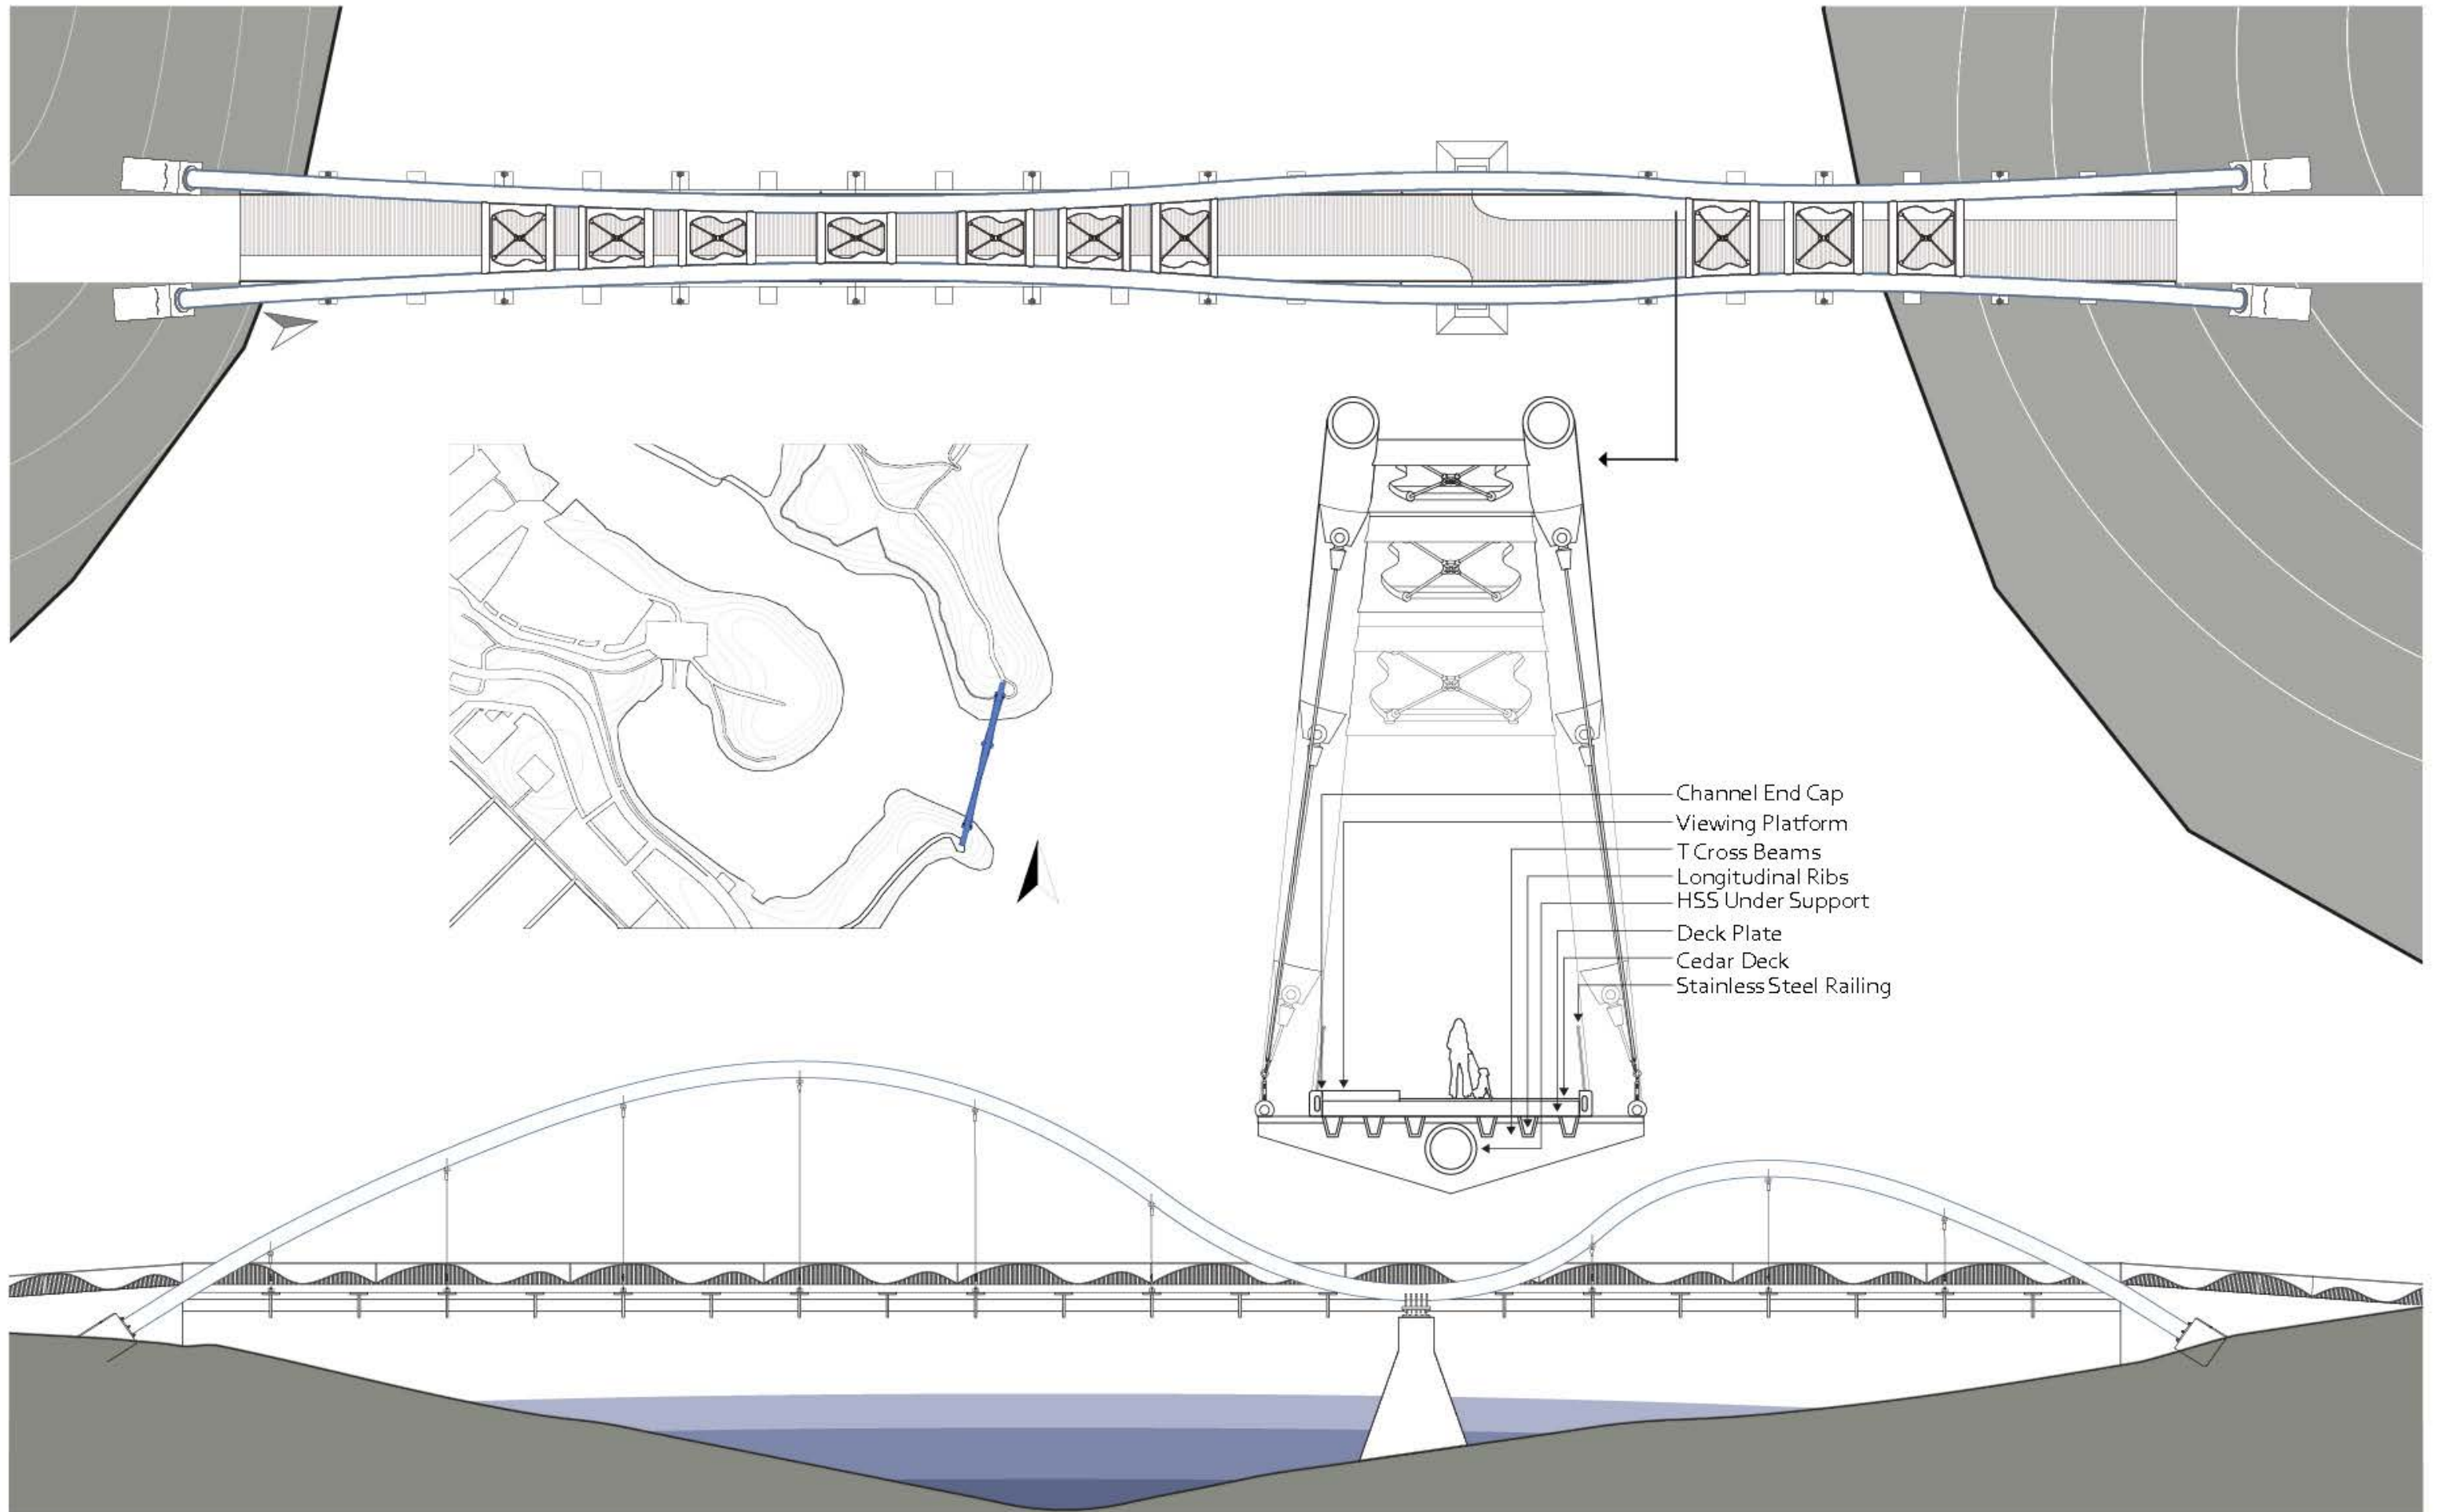 Channel End Cap
Viewing Platform
T Cross Beams
Longitudinal Ribs
HSS Under Support
Deck Plate
Cedar Deck
Stainless Steel Railing